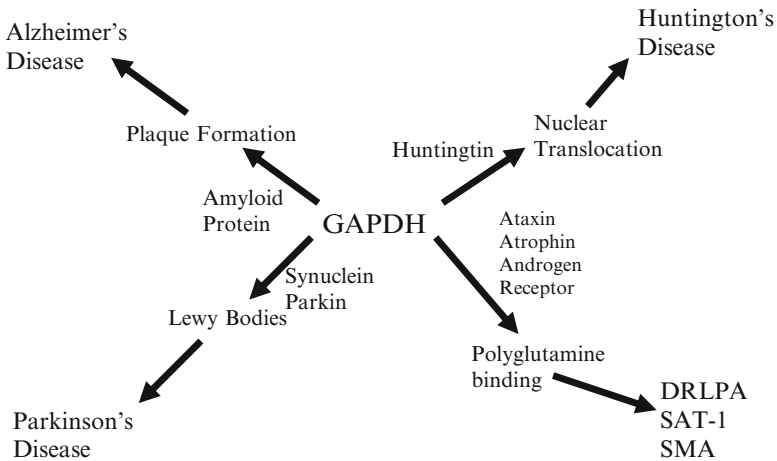 Alzheimer's
Disease
Huntington's
Disease
Plaque Formation
Huntingtin
Nuclear
Translocation
Amyloid
Protein
GAPDH
Ataxin
Atrophin
Androgen
Receptor
Synuclein
Parkin
Lewy Bodies
Polyglutamine
binding
Parkinson's
Disease
DRLPA
SAT-1
SMA